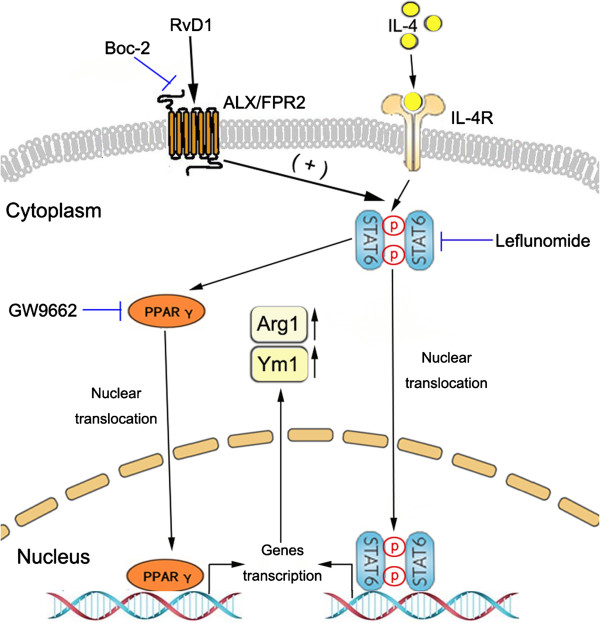 RvD1
IL-4
Boc-2
ALX/FPR2
IL-4R
(+)
Cytoplasm
STAT6
p
p
STAT6
Leflunomide
GW9662
PPAR γ
Arg1
Ym1
Nuclear
translocation
Nuclear
translocation
Nucleus
PPAR γ
Genes
transcription
STAT6
p
p
STAT6